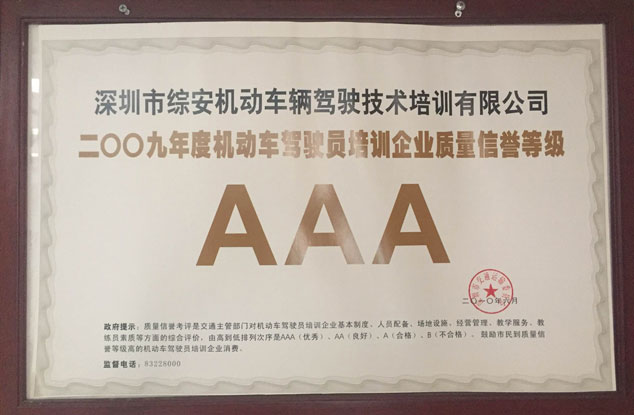 深圳市综安机动车辆驾驶技术培训有限公司
二〇〇九年度机动车驾驶员培训企业质量信誉等级
AAA
二〇一〇年六月
政府提示：质量信誉考评是交通主管部门对机动车驾驶员培训企业基本制度、人员配备、场地设施、经营管理、教学服务、教
练员素质等方面的综合评价，由高到低排列次序是AAA（优秀）、AA（良好）、A（合格）、B（不合格）。鼓励市民到质量信
誉等级高的机动车驾驶员培训企业消费。
监督电话：83228000